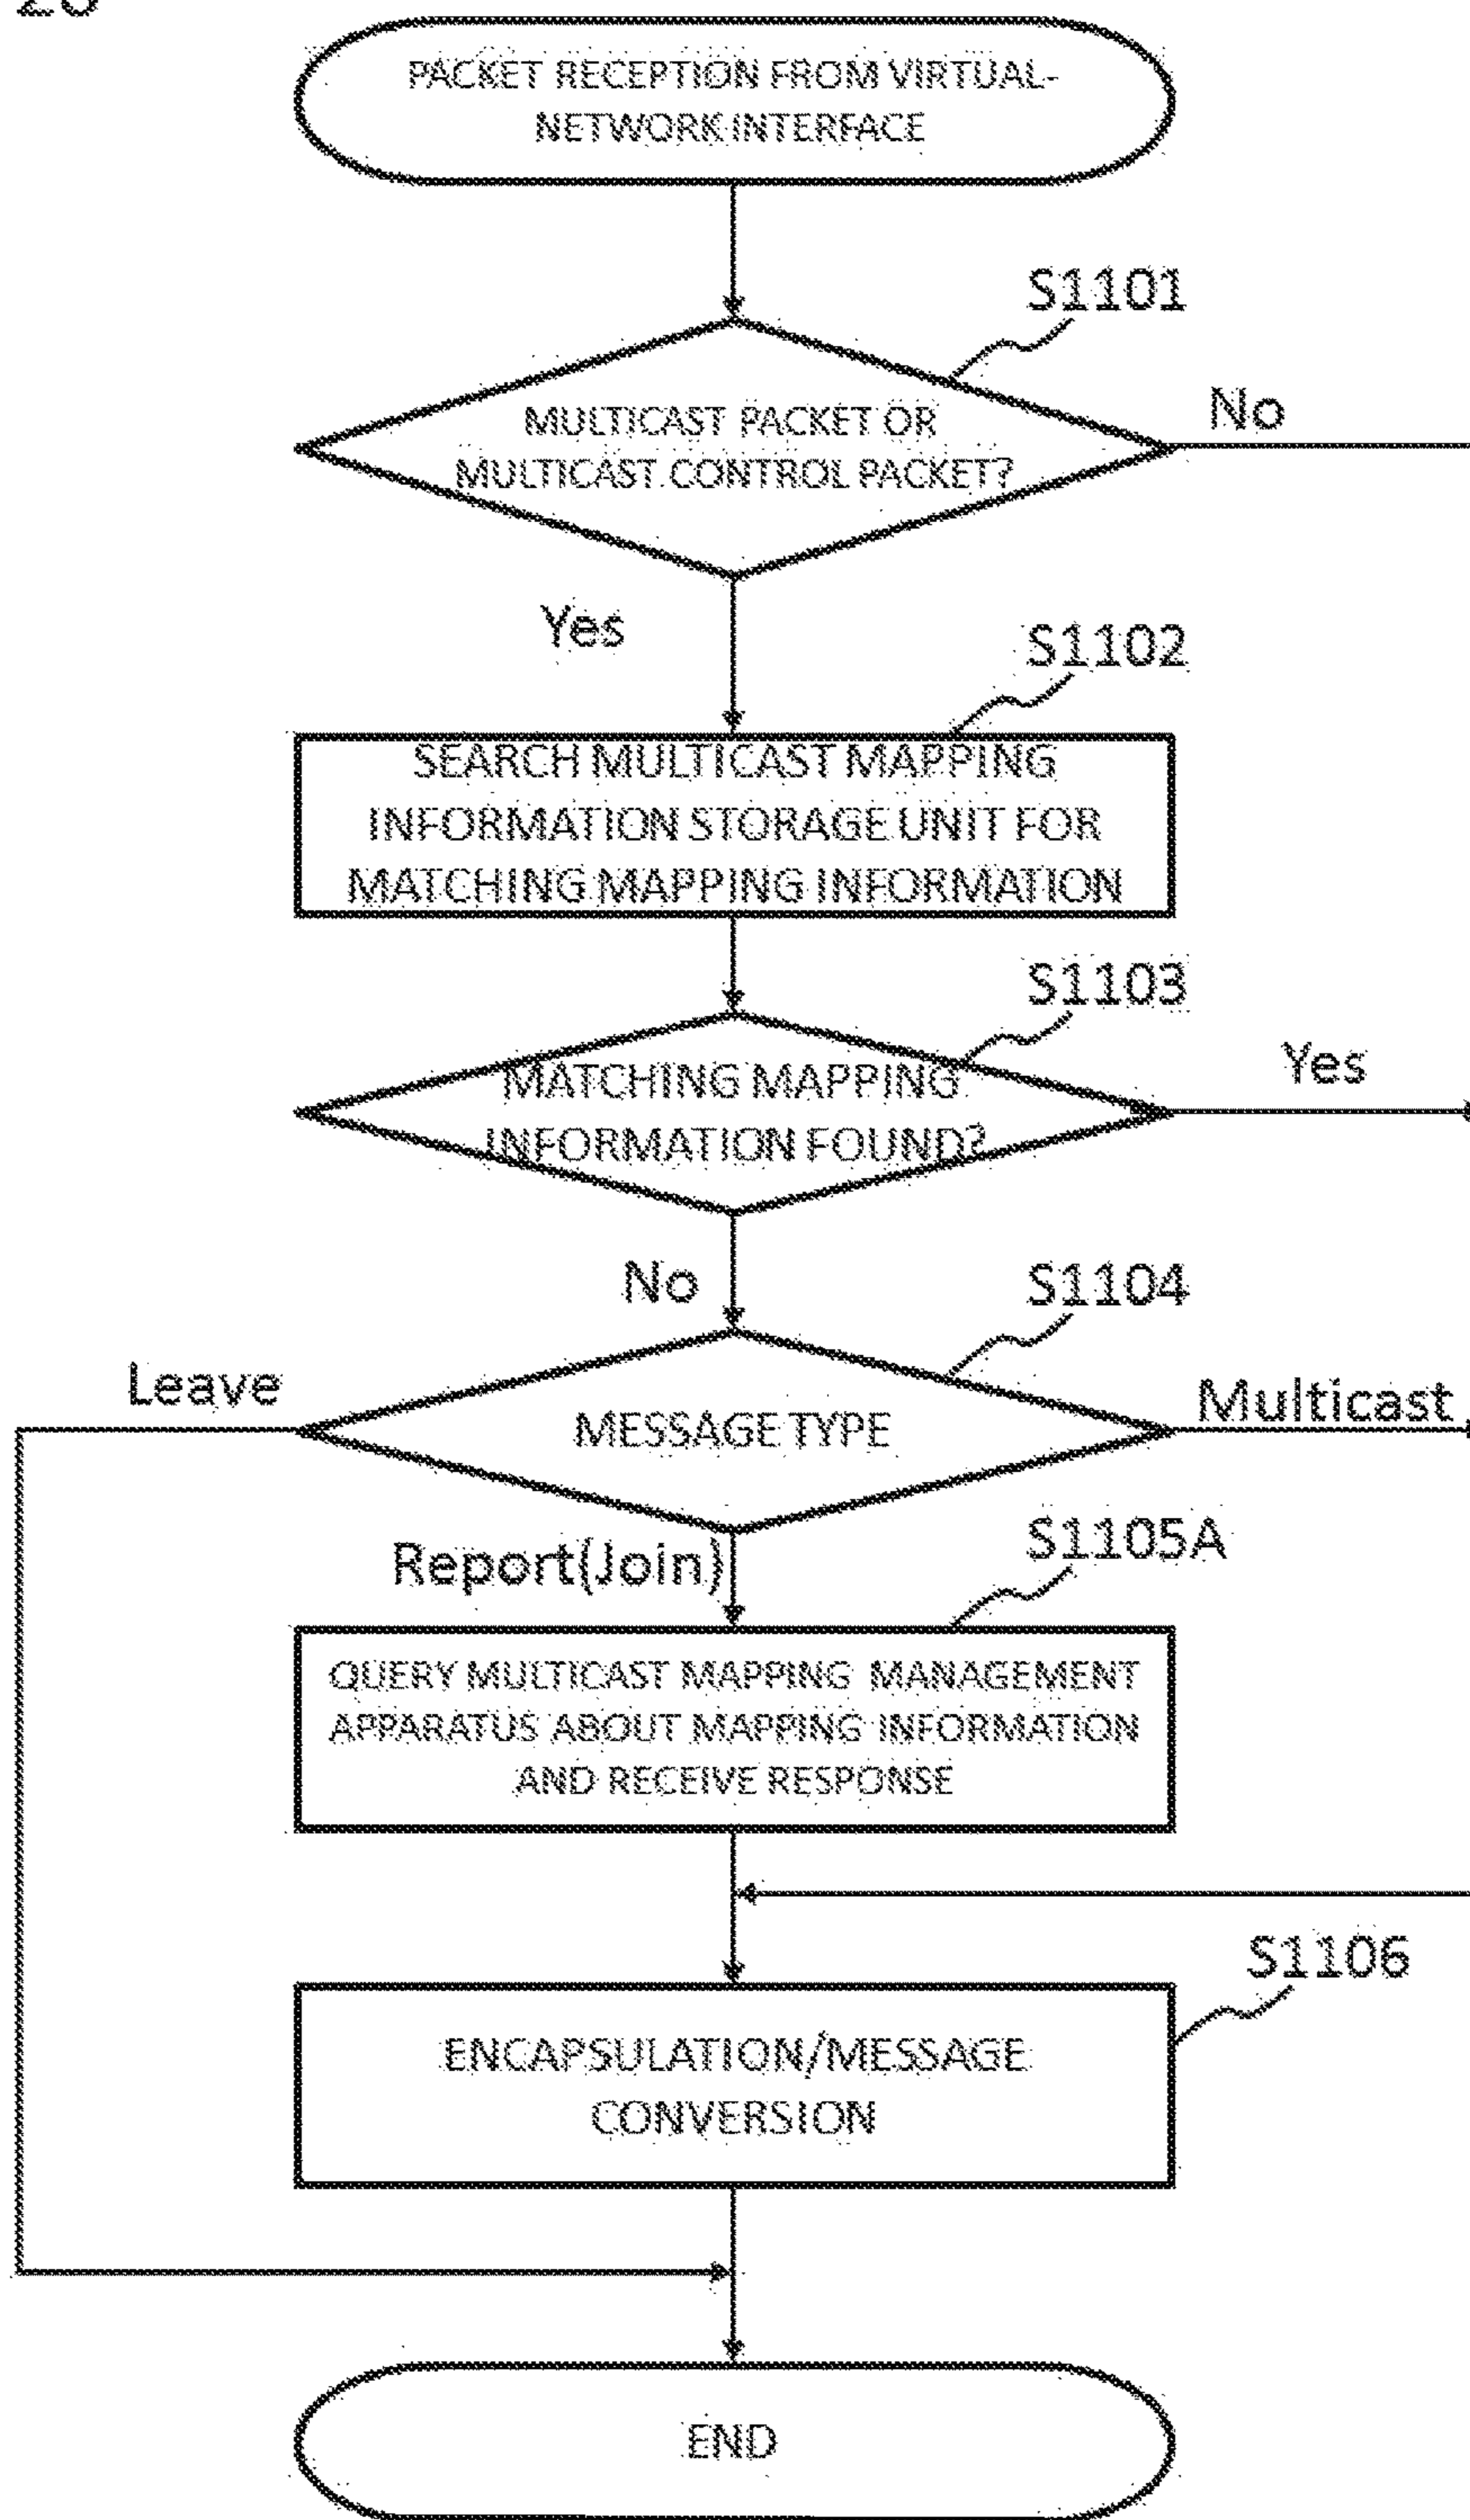 PACKET RECEPTION FROM VIRTUAL-
NETWORK INTERFACE
S1101
MULTICAST PACKET OR
MULTICAST CONTROL PACKET?
No
Yes
S1102
SEARCH MULTICAST MAPPING
INFORMATION STORAGE UNIT FOR
MATCHING MAPPING INFORMATION
S1103
MATCHING MAPPING
INFORMATION FOUND?
Yes
No
S1104
Leave
MESSAGE TYPE
Multicast
Report(Join)
S1105A
QUERY MULTICAST MAPPING MANAGEMENT
APPARATUS ABOUT MAPPING INFORMATION
AND RECEIVE RESPONSE
S1106
ENCAPSULATION/MESSAGE
CONVERSION
END